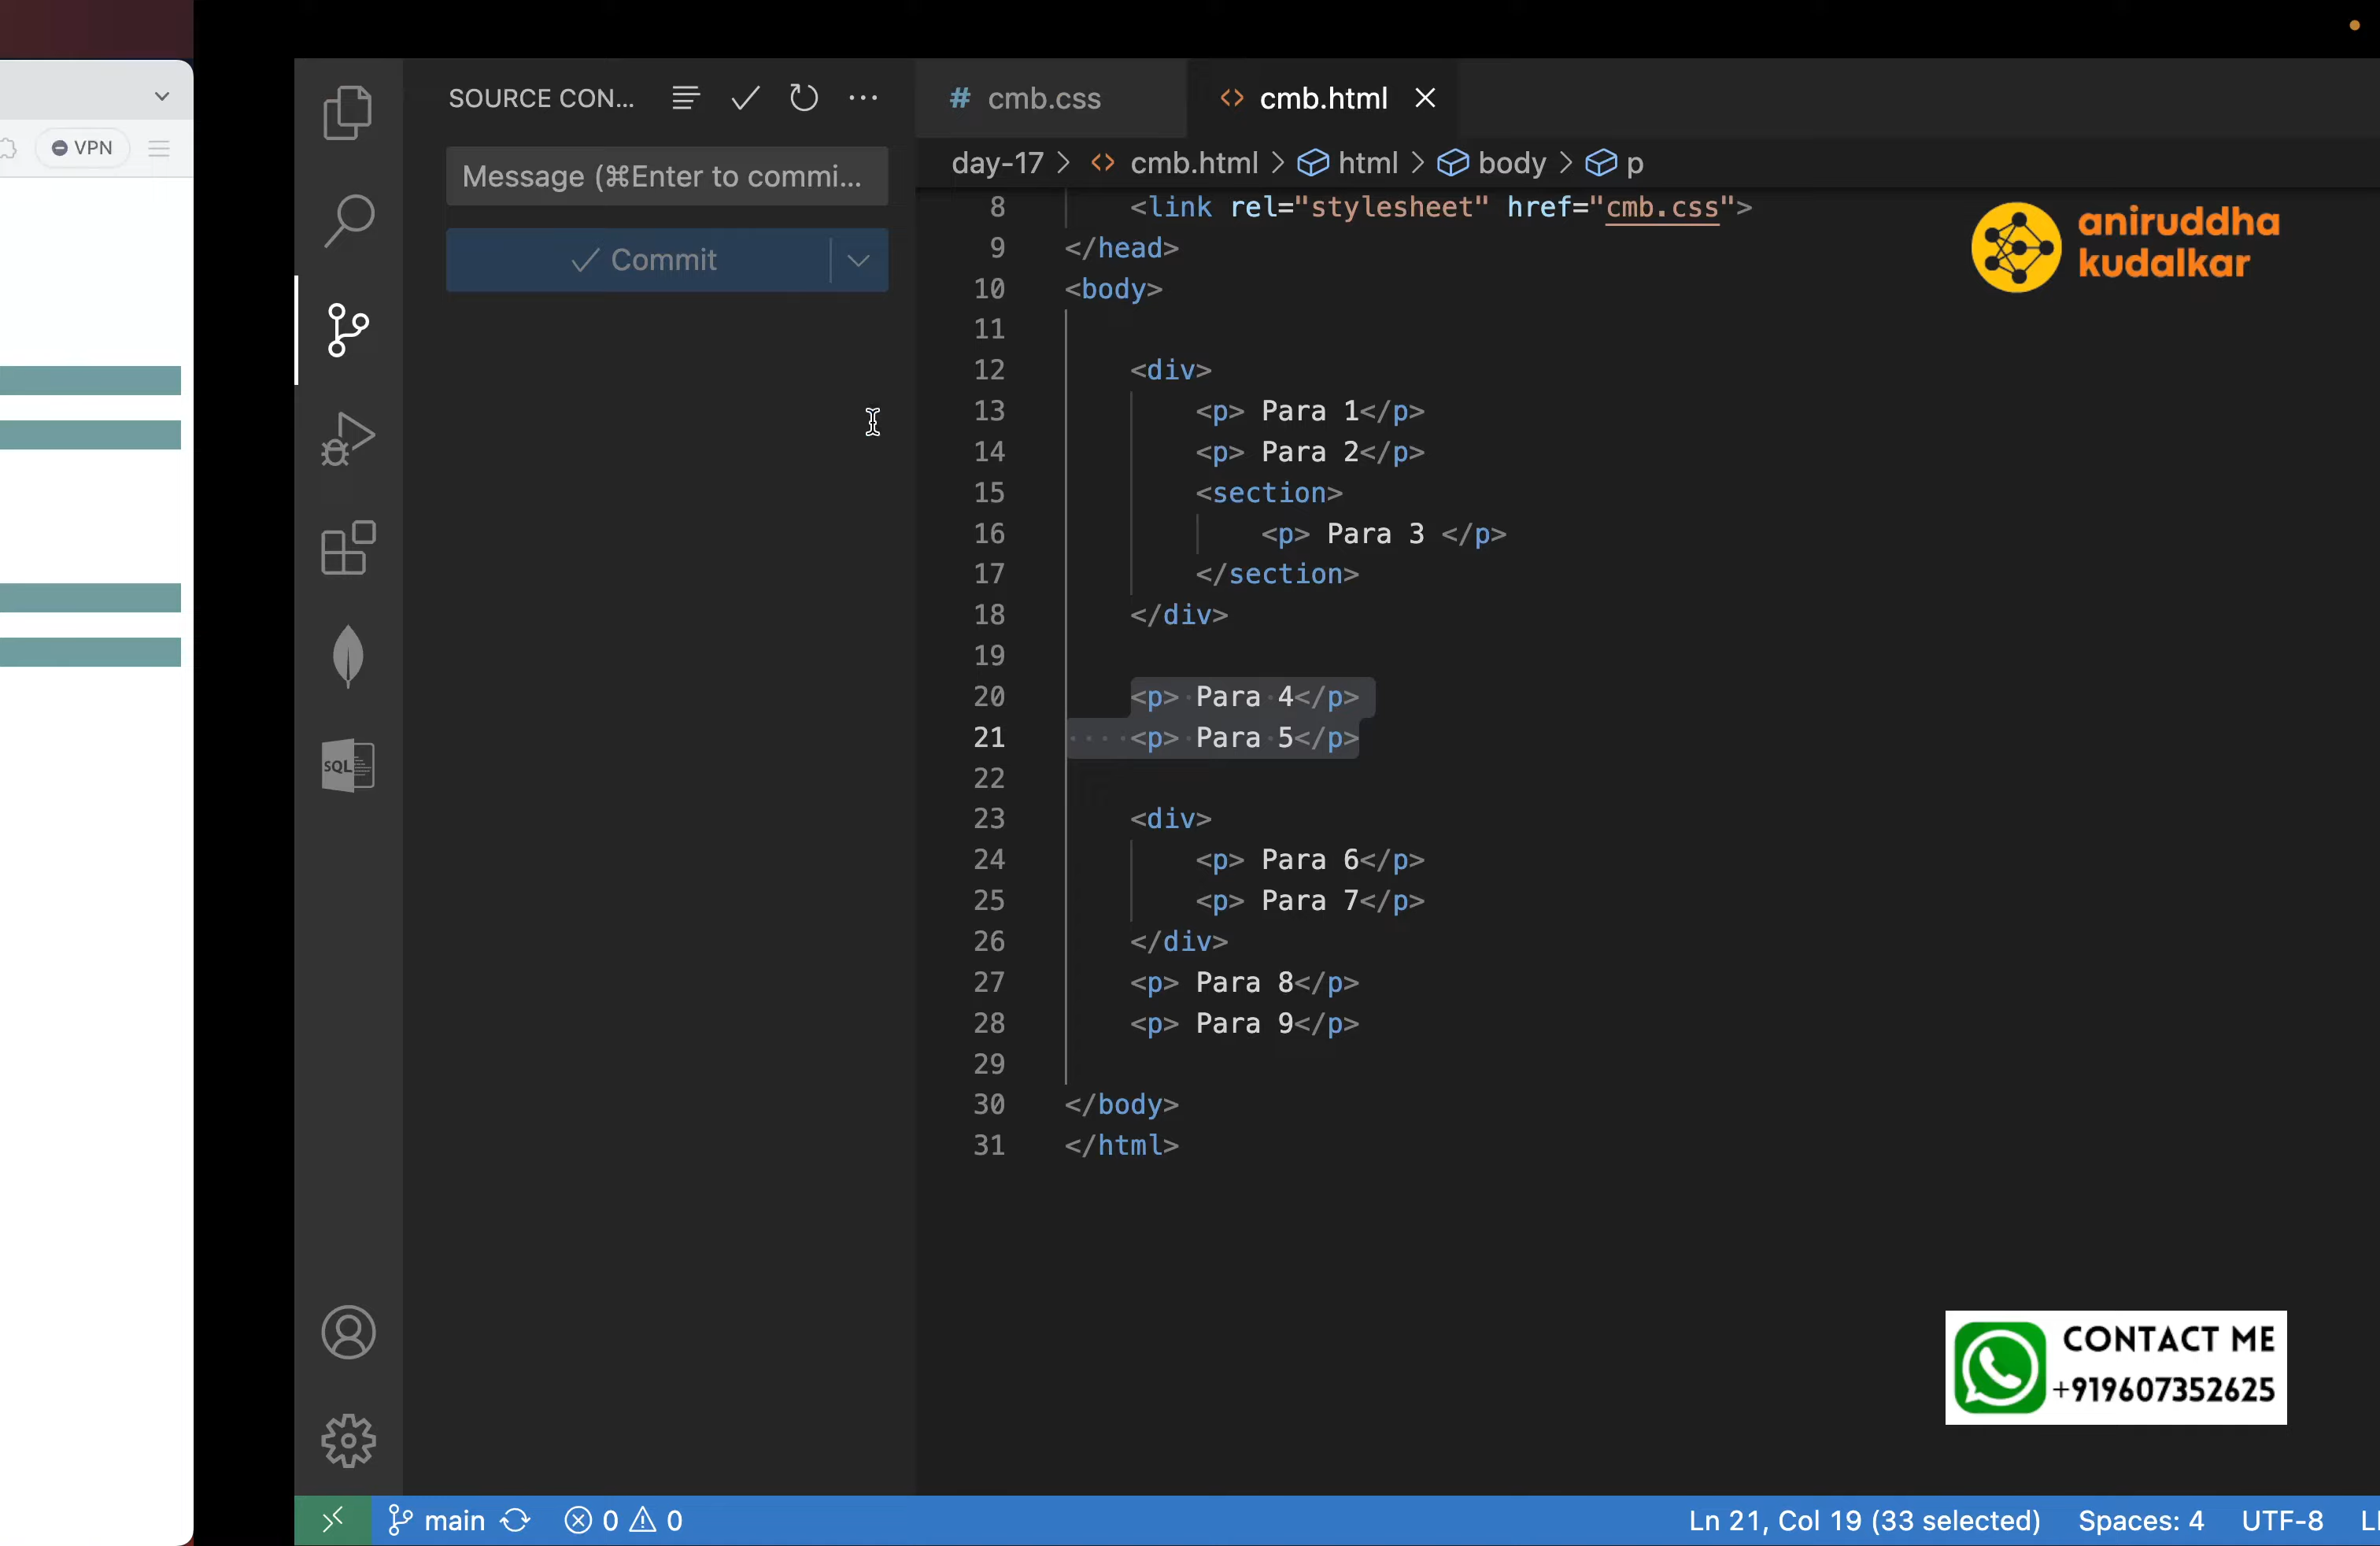 VPN
SOURCE CON...
Message (⌘Enter to commi...
Commit
SQL
# cmb.css
<> cmb.html
day-17 > <> cmb.html > html > body > p
8 <link rel="stylesheet" href="cmb.css">
9 </head>
10 <body>
11
12 <div>
13 <p> Para 1</p>
14 <p> Para 2</p>
15 <section>
16 <p> Para 3 </p>
17 </section>
18 </div>
19
20 <p> Para 4</p>
21 <p> Para 5</p>
22
23 <div>
24 <p> Para 6</p>
25 <p> Para 7</p>
26 </div>
27 <p> Para 8</p>
28 <p> Para 9</p>
29
30 </body>
31 </html>
aniruddha
kudalkar
CONTACT ME
+919607352625
main 0 0 Ln 21, Col 19 (33 selected) Spaces: 4 UTF-8